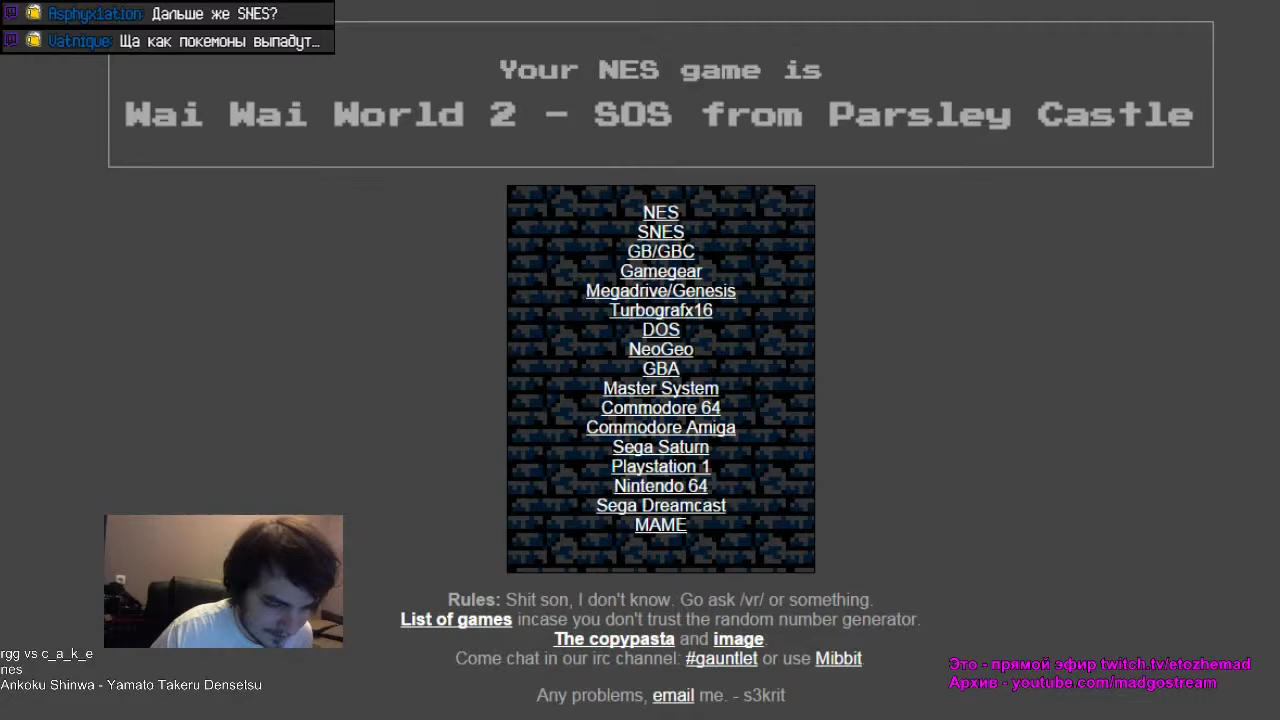 Asphyx1ation: Дальше же SNES?
Vatnique: Ща как покемоны выпадут...
Your NES game is
Wai Wai World 2 - SOS from Parsley Castle
NES
SNES
GB/GBC
Gamegear
Megadrive/Genesis
Turbografx16
DOS
NeoGeo
GBA
Master System
Commodore 64
Commodore Amiga
Sega Saturn
Playstation 1
Nintendo 64
Sega Dreamcast
MAME
Rules: Shit son, I don't know. Go ask /vr/ or something.
List of games incase you don't trust the random number generator.
The copypasta and image.
Come chat in our irc channel: #gauntlet or use Mibbit
Any problems, email me. - s3krit
rgg vs c_a_k_e
nes
Ankoku Shinwa - Yamato Takeru Densetsu
Это - прямой эфир twitch.tv/etozhemad
Архив - youtube.com/madgostream